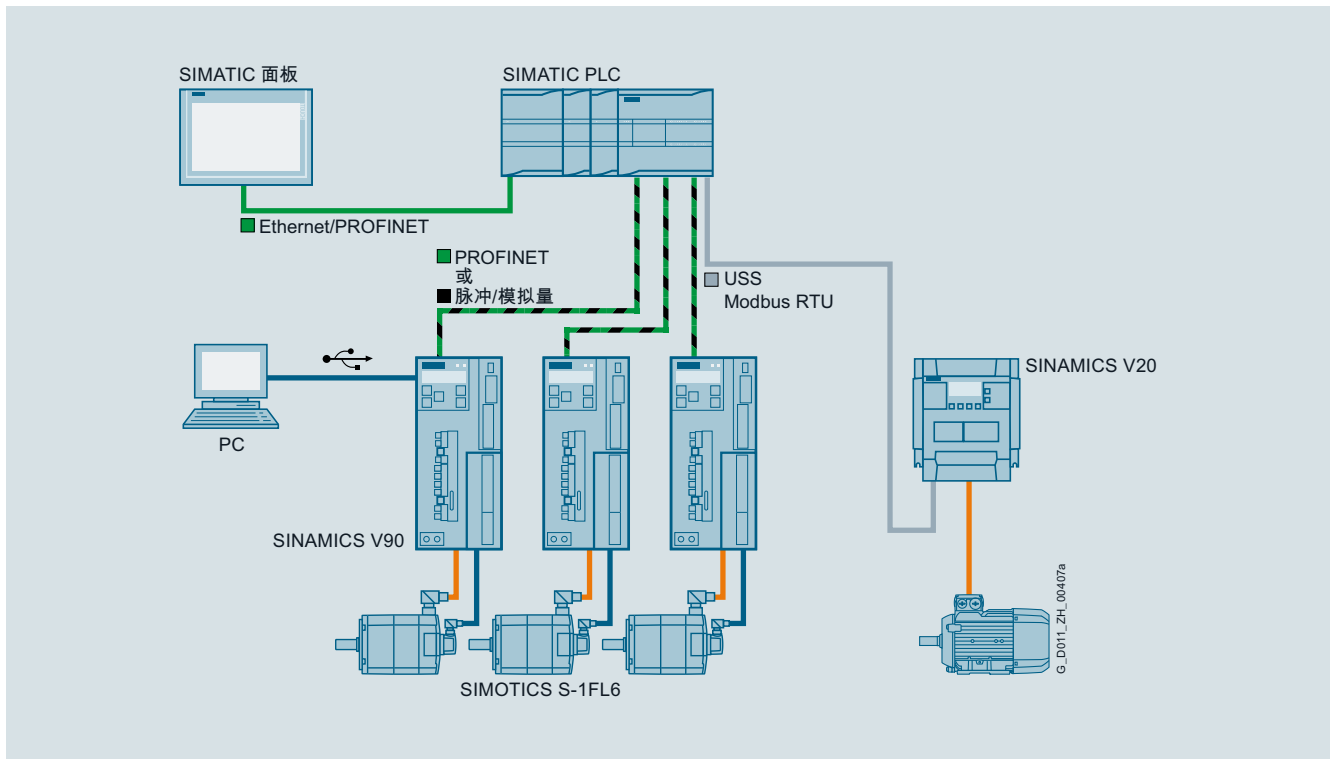 SIMATIC 面板
SIMATIC PLC
Ethernet/PROFINET
PROFINET
或
脉冲/模拟量
USS
Modbus RTU
SINAMICS V20
PC
SINAMICS V90
SIMOTICS S-1FL6
G_D011_ZH_00407a